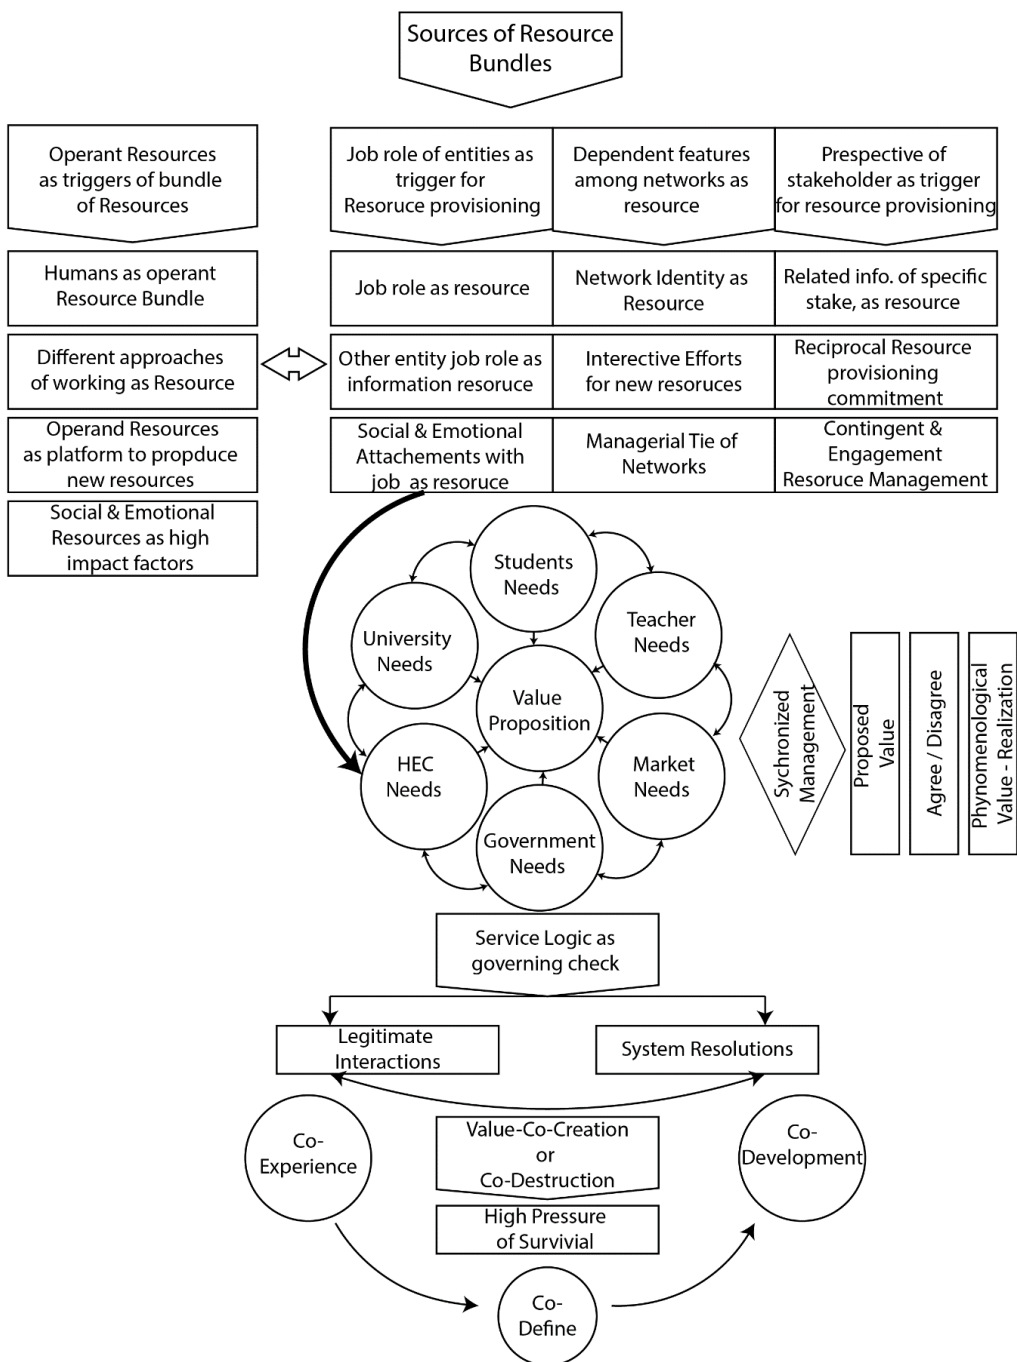 Sources of Resource
Bundles
Operant Resources
as triggers of bundle
of Resources
Job role of entities as
trigger for
Resoruce provisioning
Dependent features
among networks as
resource
Prespective of
stakeholder as trigger
for resource provisioning
Humans as operant
Resource Bundle
Job role as resource
Network Identity as
Resource
Related info. of specific
stake, as resource
Different approaches
of working as Resource
Other entity job role as
information resoruce
Interective Efforts
for new resoruces
Reciprocal Resource
provisioning
commitment
Operand Resources
as platform to propduce
new resources
Social & Emotional
Attachements with
job as resoruce
Managerial Tie of
Networks
Contingent &
Engagement
Resoruce Management
Social & Emotional
Resources as high
impact factors
Students
Needs
University
Needs
Teacher
Needs
Value
Proposition
HEC
Needs
Market
Needs
Government
Needs
Sychronized
Management
Proposed
Value
Agree / Disagree
Phynomenological
Value - Realization
Service Logic as
governing check
Legitimate
Interactions
System Resolutions
Co-
Experience
Value-Co-Creation
or
Co-Destruction
Co-
Development
High Pressure
of Survivial
Co-
Define